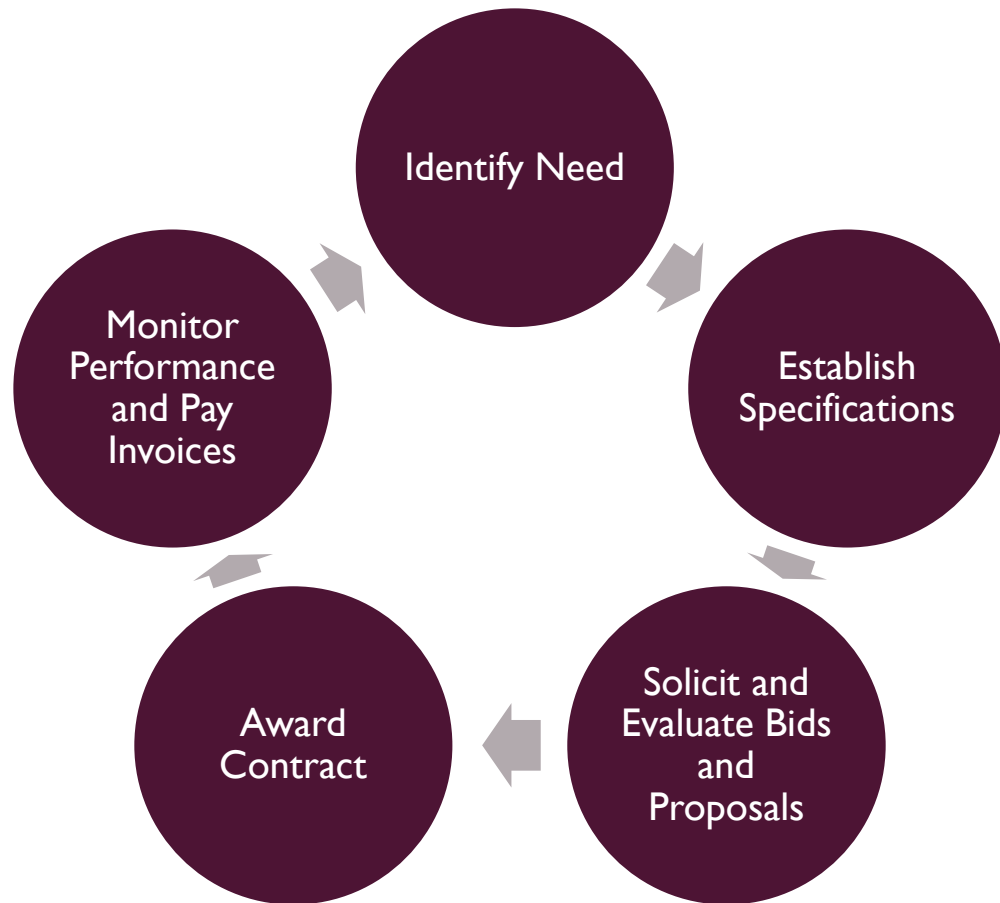 Identify Need
Establish
Specifications
Solicit and
Evaluate Bids
and
Proposals
Award
Contract
Monitor
Performance
and Pay
Invoices